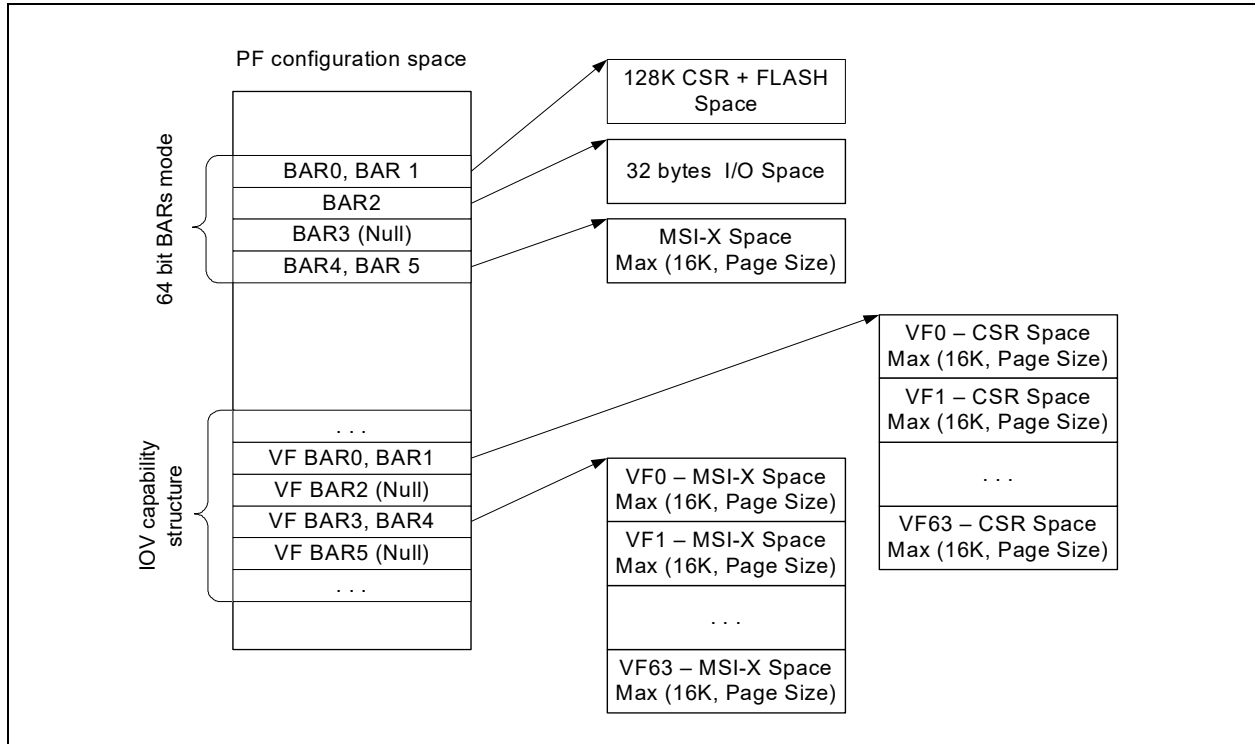 PF configuration space
64 bit BARs mode
BAR0, BAR 1
BAR2
BAR3 (Null)
BAR4, BAR 5
128K CSR + FLASH
Space
32 bytes I/O Space
MSI-X Space
Max (16K, Page Size)
IOV capability
structure
. . .
VF BAR0, BAR1
VF BAR2 (Null)
VF BAR3, BAR4
VF BAR5 (Null)
. . .
VF0 – MSI-X Space
Max (16K, Page Size)
VF1 – MSI-X Space
Max (16K, Page Size)
. . .
VF63 – MSI-X Space
Max (16K, Page Size)
VF0 – CSR Space
Max (16K, Page Size)
VF1 – CSR Space
Max (16K, Page Size)
. . .
VF63 – CSR Space
Max (16K, Page Size)